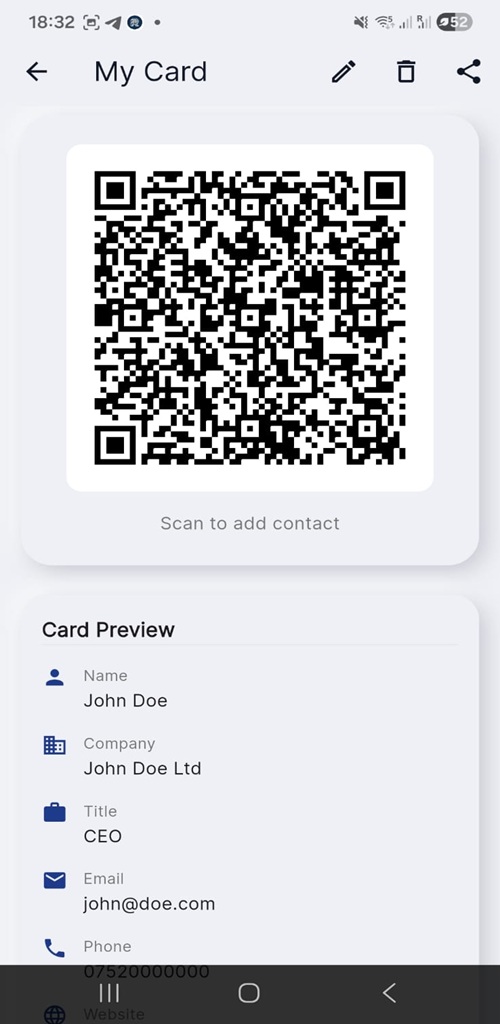 18:32
52
My Card
Scan to add contact
Card Preview
Name
John Doe
Company
John Doe Ltd
Title
CEO
Email
john@doe.com
Phone
07520000000
Website